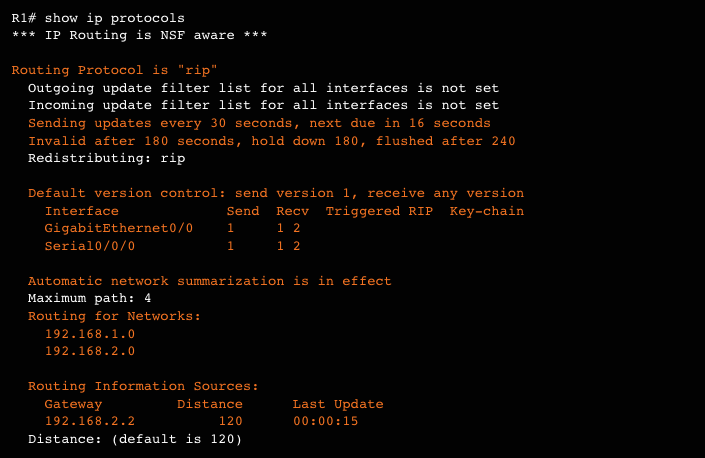 R1# show ip protocols
*** IP Routing is NSF aware ***
Routing Protocol is "rip"
Outgoing update filter list for all interfaces is not set
Incoming update filter list for all interfaces is not set
Sending updates every 30 seconds, next due in 16 seconds
Invalid after 180 seconds, hold down 180, flushed after 240
Redistributing: rip
Default version control: send version 1, receive any version
Interface Send Recv Triggered RIP Key-chain
GigabitEthernet0/0 1 1 2
Serial0/0/0 1 1 2
Automatic network summarization is in effect
Maximum path: 4
Routing for Networks:
192.168.1.0
192.168.2.0
Routing Information Sources:
Gateway Distance Last Update
192.168.2.2 120 00:00:15
Distance: (default is 120)